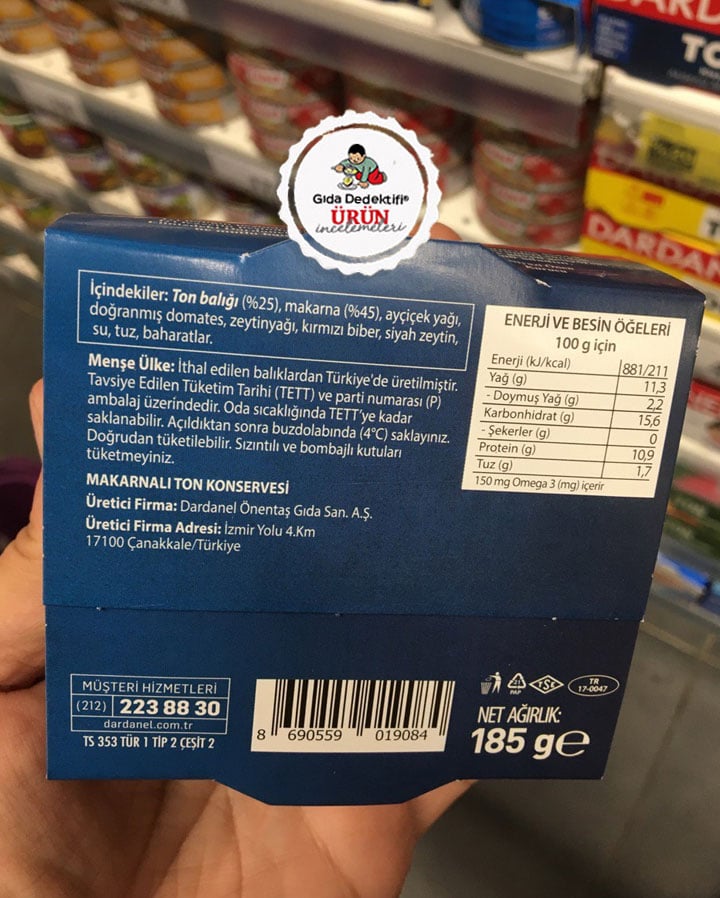 DARDANEL
TO
Gıda Dedektifi®
ÜRÜN
incelemeleri
DARDAN
İçindekiler: Ton balığı (%25), makarna (%45), ayçiçek yağı,
doğranmış domates, zeytinyağı, kırmızı biber, siyah zeytin,
su, tuz, baharatlar.
Menşe Ülke: İthal edilen balıklardan Türkiye'de üretilmiştir.
Tavsiye Edilen Tüketim Tarihi (TETT) ve parti numarası (P)
ambalaj üzerindedir. Oda sıcaklığında TETT'ye kadar
saklanabilir. Açıldıktan sonra buzdolabında (4°C) saklayınız.
Doğrudan tüketilebilir. Sızıntılı ve bombajlı kutuları
tüketmeyiniz.
MAKARNALI TON KONSERVESİ
Üretici Firma: Dardanel Önentaş Gıda San. A.Ş.
Üretici Firma Adresi: İzmir Yolu 4.Km
17100 Çanakkale/Türkiye
ENERJİ VE BESİN ÖĞELERİ
100 g için
Enerji (kJ/kcal) 881/211
Yağ (g) 11,3
- Doymuş Yağ (g) 2,2
Karbonhidrat (g) 15,6
- Şekerler (g) 0
Protein (g) 10,9
Tuz (g) 1,7
150 mg Omega 3 (mg) içerir
MÜŞTERİ HİZMETLERİ
(212) 223 88 30
dardanel.com.tr
TS 353 TÜR 1 TİP 2 ÇEŞİT 2
8 690559 019084
21
PAP
TSE
TR
17-0047
NET AĞIRLIK:
185 g e